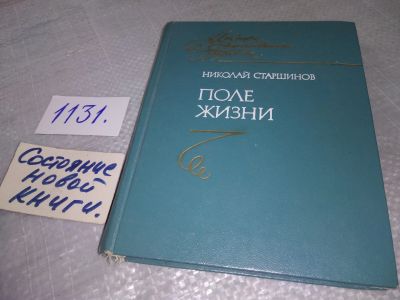 НИКОЛАЙ СТАРШИНОВ
ПОЛЕ
ЖИЗНИ
1131.
Состояние
новой
книги.